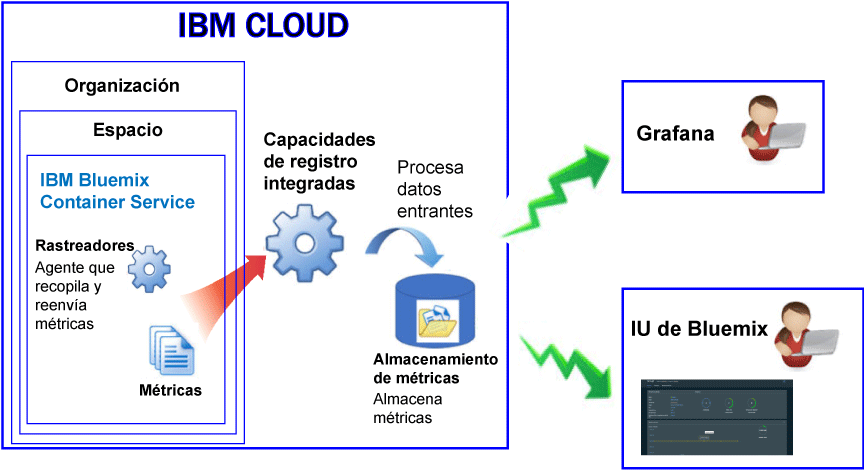 IBM CLOUD
Organización
Espacio
IBM Bluemix
Container Service
Rastreadores
Agente que
recopila y
reenvía
métricas
Métricas
Capacidades
de registro
integradas
Procesa
datos
entrantes
Almacenamiento
de métricas
Almacena
métricas
Grafana
IU de Bluemix